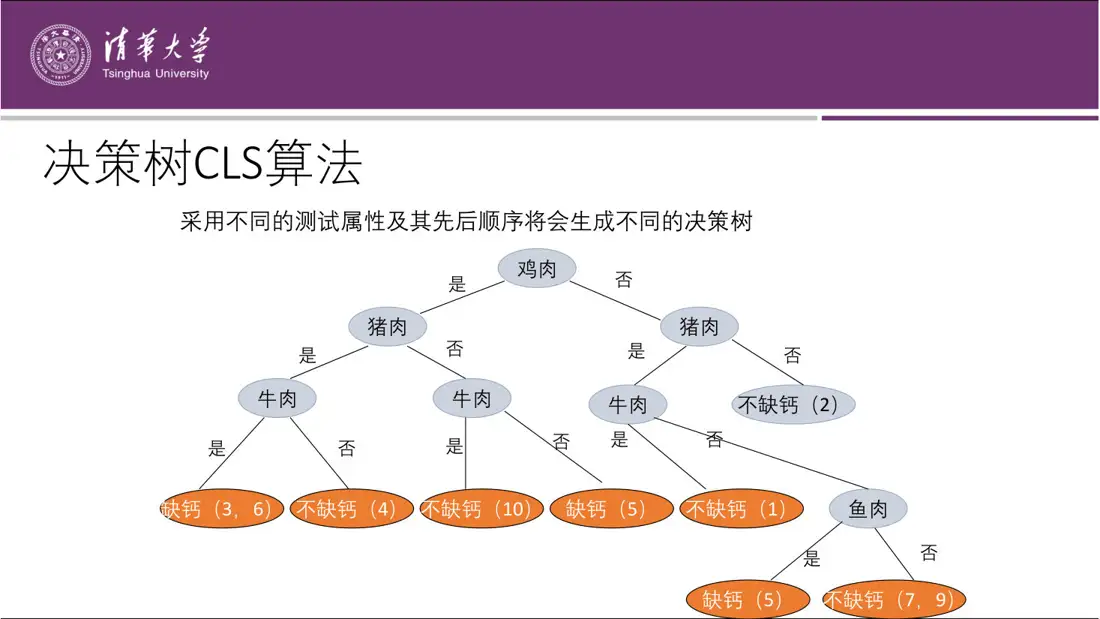 清华大学
Tsinghua University
决策树CLS算法
采用不同的测试属性及其先后顺序将会生成不同的决策树
鸡肉
是
否
猪肉
猪肉
是
否
是
否
牛肉
牛肉
牛肉
不缺钙（2）
是
否
是
否
是
否
缺钙（3，6）
不缺钙（4）
不缺钙（10）
缺钙（5）
不缺钙（1）
鱼肉
是
否
缺钙（5）
不缺钙（7，9）